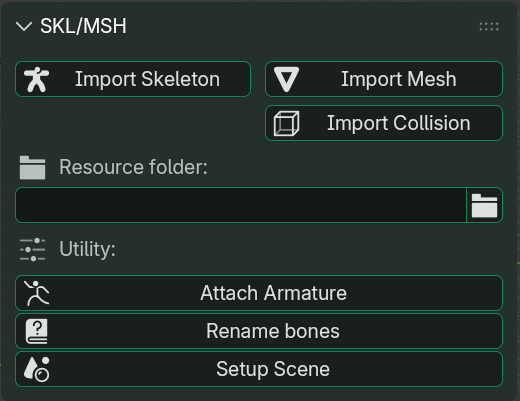 SKL/MSH
Import Skeleton
Import Mesh
Import Collision
Resource folder:
Utility:
Attach Armature
Rename bones
Setup Scene